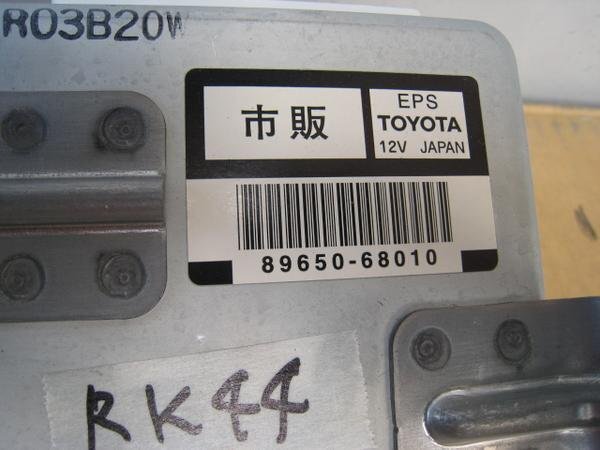 R03B20W
市販
EPS
TOYOTA
12V JAPAN
89650-68010
RK44